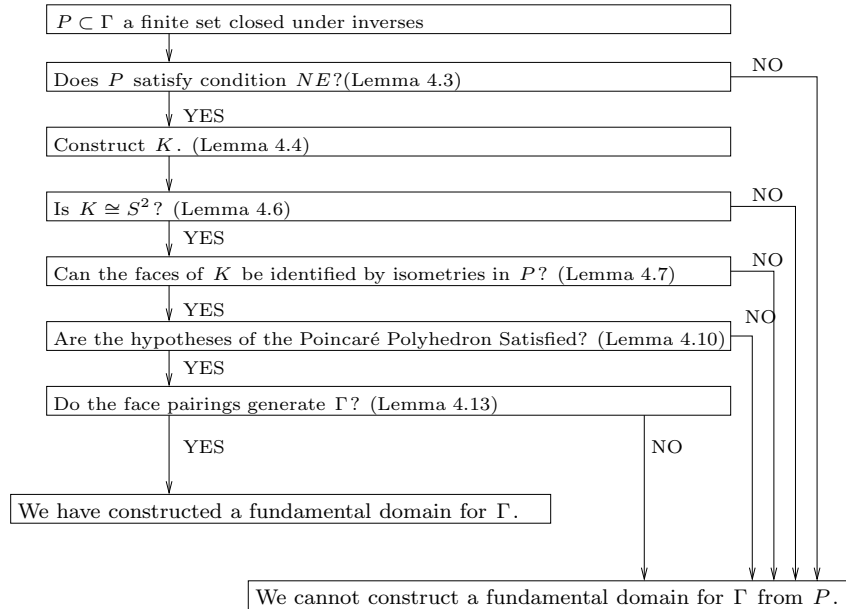 P ⊂ Γ a finite set closed under inverses
Does P satisfy condition NE?(Lemma 4.3)
NO
YES
Construct K. (Lemma 4.4)
Is K ≅ S²? (Lemma 4.6)
NO
YES
Can the faces of K be identified by isometries in P? (Lemma 4.7)
NO
YES
NO
Are the hypotheses of the Poincaré Polyhedron Satisfied? (Lemma 4.10)
YES
Do the face pairings generate Γ? (Lemma 4.13)
YES
NO
We have constructed a fundamental domain for Γ.
We cannot construct a fundamental domain for Γ from P.